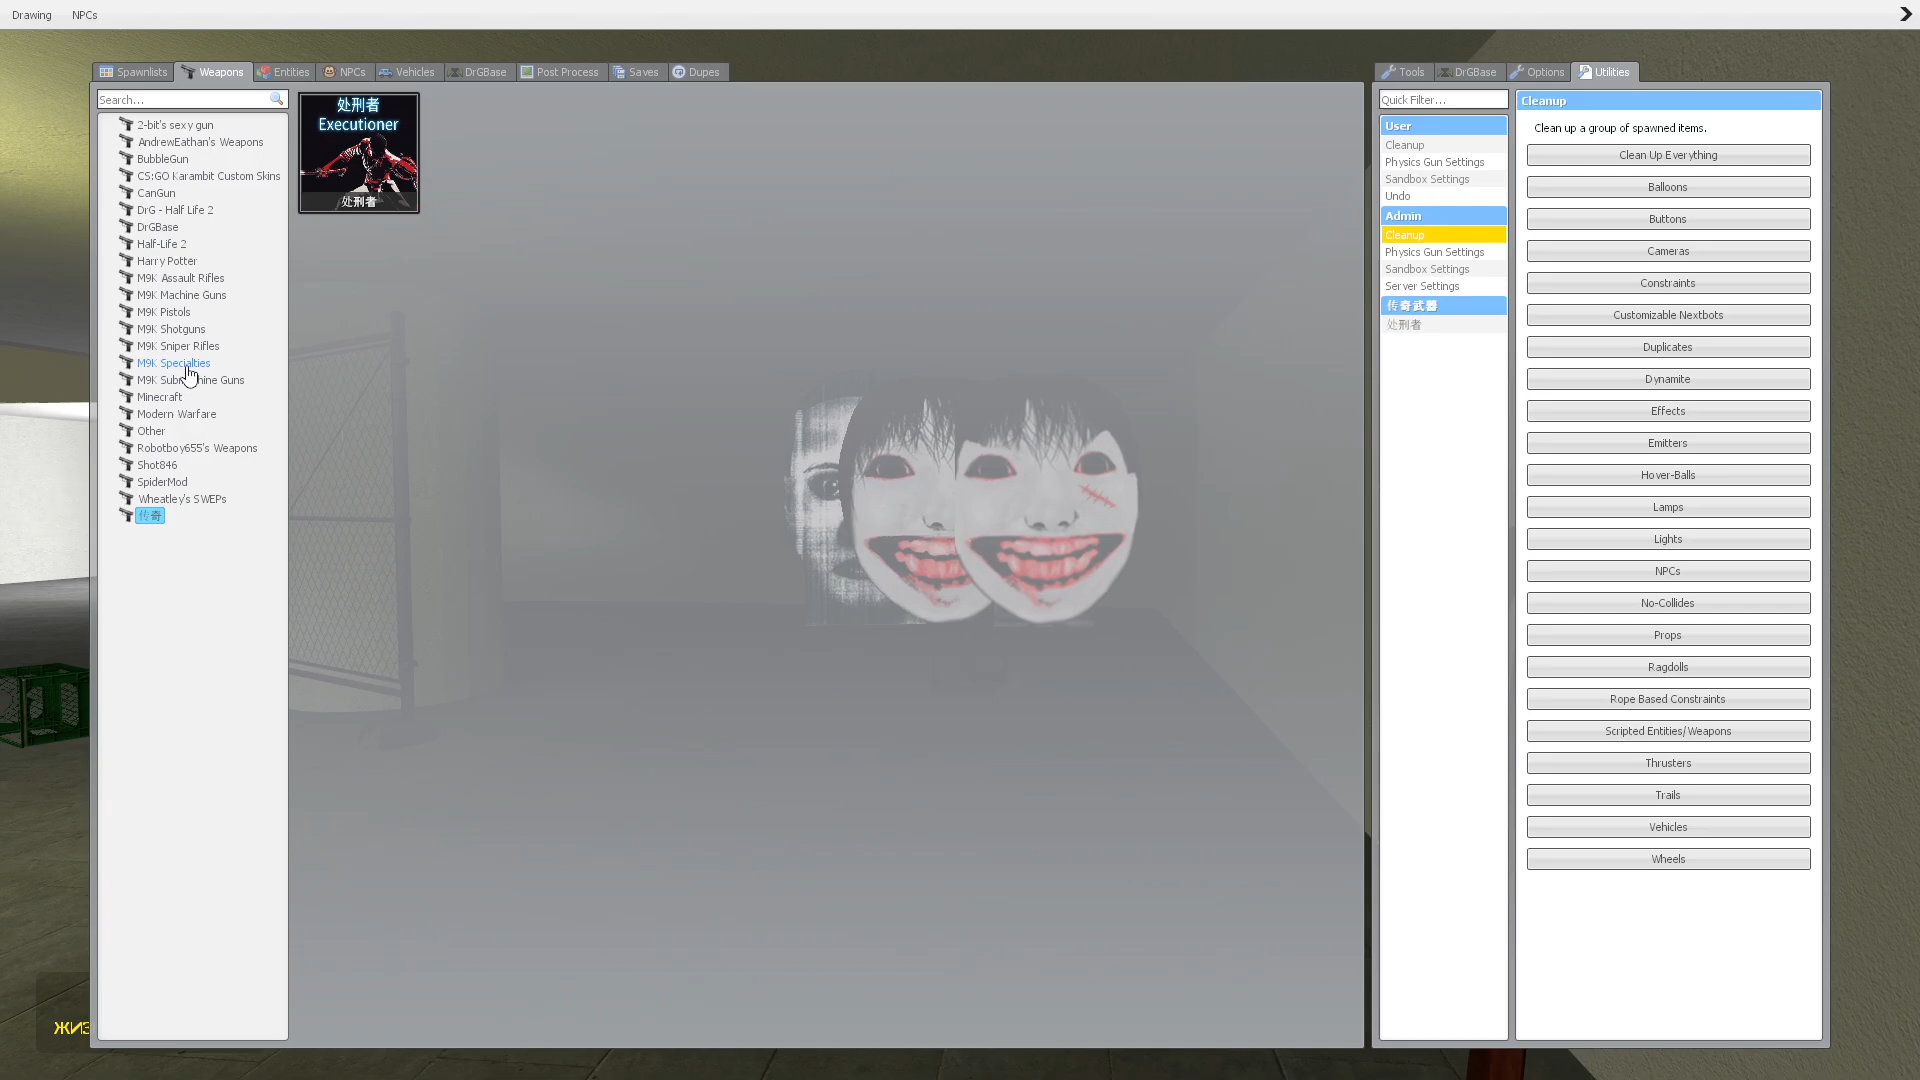 Drawing NPCs
Spawnlists Weapons Entities NPCs Vehicles DrGBase Post Process Saves Dupes
Search...
2-bit's sexy gun
AndrewEathan's Weapons
BubbleGun
CS:GO Karambit Custom Skins
CanGun
DrG - Half Life 2
DrGBase
Half-Life 2
Harry Potter
M9K Assault Rifles
M9K Machine Guns
M9K Pistols
M9K Shotguns
M9K Sniper Rifles
M9K Specialties
M9K Submachine Guns
Minecraft
Modern Warfare
Other
Robotboy655's Weapons
Shot846
SpiderMod
Wheatley's SWEPs
传奇
处刑者
Executioner
处刑者
Tools DrGBase Options Utilities
Quick Filter...
User
Cleanup
Physics Gun Settings
Sandbox Settings
Undo
Admin
Cleanup
Physics Gun Settings
Sandbox Settings
Server Settings
传奇武器
处刑者
Cleanup
Clean up a group of spawned items.
Clean Up Everything
Balloons
Buttons
Cameras
Constraints
Customizable Nextbots
Duplicates
Dynamite
Effects
Emitters
Hover-Balls
Lamps
Lights
NPCs
No-Collides
Props
Ragdolls
Rope Based Constraints
Scripted Entities/Weapons
Thrusters
Trails
Vehicles
Wheels